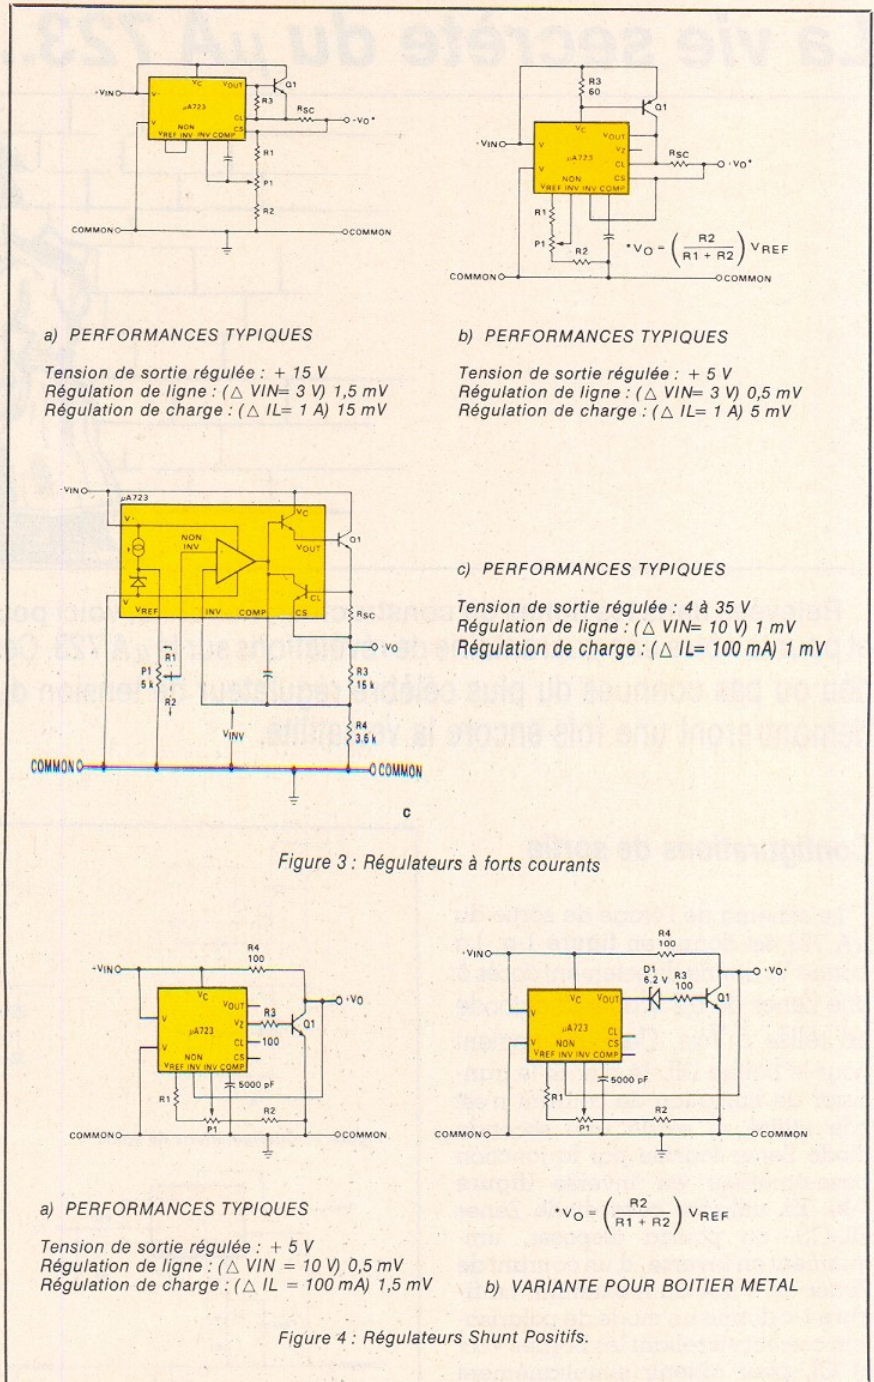 -VIN
V-
VC
VOUT
Q1
µA723
R3
CL
RSC
-VO*
CS
V
NON
VREF INV INV COMP
R1
P1
R2
COMMON
COMMON
R3
60
Q1
VC
VOUT
-VIN
V
VZ
µA723
CL
RSC
+VO*
CS
V
NON
VREF INV INV COMP
R1
P1
R2
*VO = (R2 / R1 + R2) VREF
COMMON
COMMON
a) PERFORMANCES TYPIQUES
Tension de sortie régulée : + 15 V
Régulation de ligne : (△ VIN= 3 V) 1,5 mV
Régulation de charge : (△ IL= 1 A) 15 mV
b) PERFORMANCES TYPIQUES
Tension de sortie régulée : + 5 V
Régulation de ligne : (△ VIN= 3 V) 0,5 mV
Régulation de charge : (△ IL= 1 A) 5 mV
-VIN
µA723
V-
VC
NON
INV
VOUT
Q1
CL
V
VREF
INV
COMP
CS
RSC
-VO
R1
P1
5 k
R2
VINV
R3
15 k
R4
3.6 k
COMMON
COMMON
c
c) PERFORMANCES TYPIQUES
Tension de sortie régulée : 4 à 35 V
Régulation de ligne : (△ VIN= 10 V) 1 mV
Régulation de charge : (△ IL= 100 mA) 1 mV
Figure 3 : Régulateurs à forts courants
R4
100
-VIN
VO
VC
VOUT
V
VZ
R3
Q1
µA723
CL
100
V
CS
NON
VREF INV INV COMP
5000 pF
R1
P1
R2
COMMON
COMMON
R4
100
VIN
D1
6.2 V
R3
100
VO
VC
VOUT
Q1
V
µA723
CL
V
CS
NON
VREF INV INV COMP
5000 pF
R1
P1
R2
COMMON
COMMON
a) PERFORMANCES TYPIQUES
Tension de sortie régulée : + 5 V
Régulation de ligne : (△ VIN = 10 V) 0,5 mV
Régulation de charge : (△ IL = 100 mA) 1,5 mV
*VO = (R2 / R1 + R2) VREF
b) VARIANTE POUR BOITIER METAL
Figure 4 : Régulateurs Shunt Positifs.